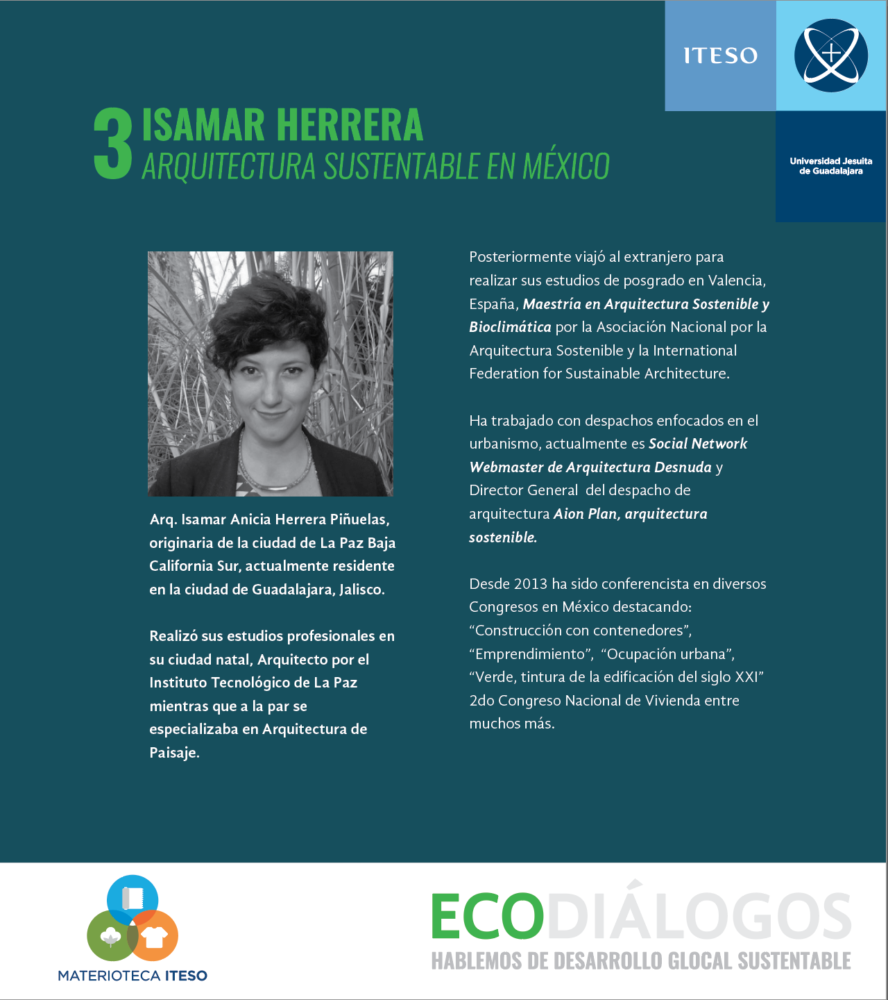 ITESO
Universidad Jesuita
de Guadalajara
3 ISAMAR HERRERA
ARQUITECTURA SUSTENTABLE EN MÉXICO
Arq. Isamar Anicia Herrera Piñuelas,
originaria de la ciudad de La Paz Baja
California Sur, actualmente residente
en la ciudad de Guadalajara, Jalisco.
Realizó sus estudios profesionales en
su ciudad natal, Arquitecto por el
Instituto Tecnológico de La Paz
mientras que a la par se
especializaba en Arquitectura de
Paisaje.
Posteriormente viajó al extranjero para
realizar sus estudios de posgrado en Valencia,
España, Maestría en Arquitectura Sostenible y
Bioclimática por la Asociación Nacional por la
Arquitectura Sostenible y la International
Federation for Sustainable Architecture.
Ha trabajado con despachos enfocados en el
urbanismo, actualmente es Social Network
Webmaster de Arquitectura Desnuda y
Director General  del despacho de
arquitectura Aion Plan, arquitectura
sostenible.
Desde 2013 ha sido conferencista en diversos
Congresos en México destacando:
“Construcción con contenedores”,
“Emprendimiento”,  “Ocupación urbana”,
“Verde, tintura de la edificación del siglo XXI”
2do Congreso Nacional de Vivienda entre
muchos más.
MATERIOTECA ITESO
ECODIÁLOGOS
HABLEMOS DE DESARROLLO GLOCAL SUSTENTABLE